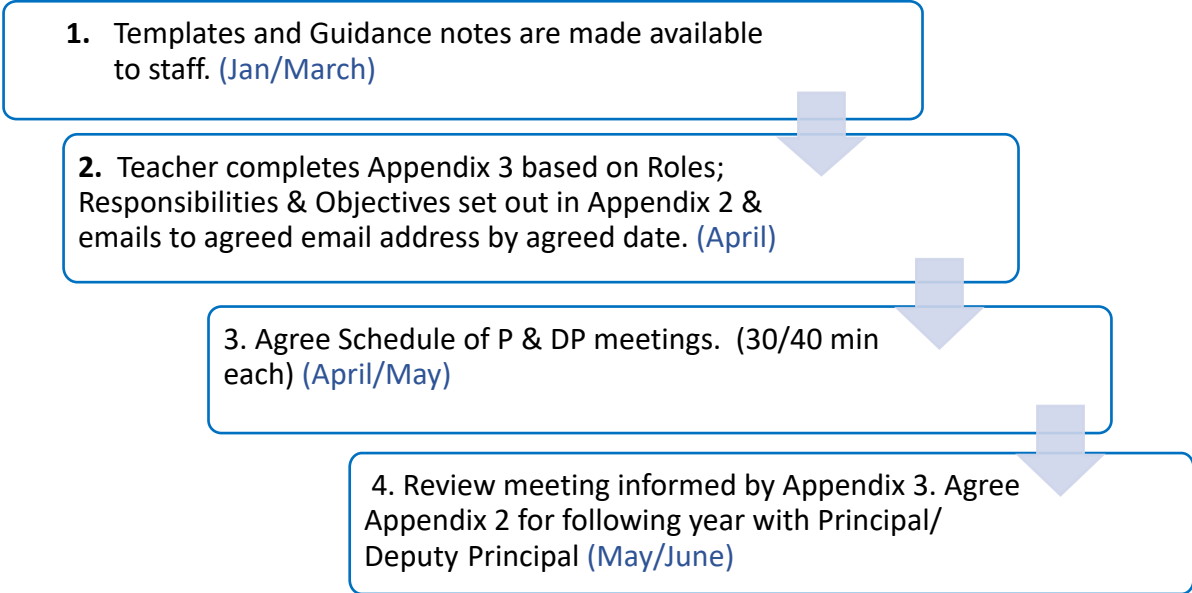 1. Templates and Guidance notes are made available
to staff. (Jan/March)
2. Teacher completes Appendix 3 based on Roles;
Responsibilities & Objectives set out in Appendix 2 &
emails to agreed email address by agreed date. (April)
3. Agree Schedule of P & DP meetings. (30/40 min
each) (April/May)
4. Review meeting informed by Appendix 3. Agree
Appendix 2 for following year with Principal/
Deputy Principal (May/June)